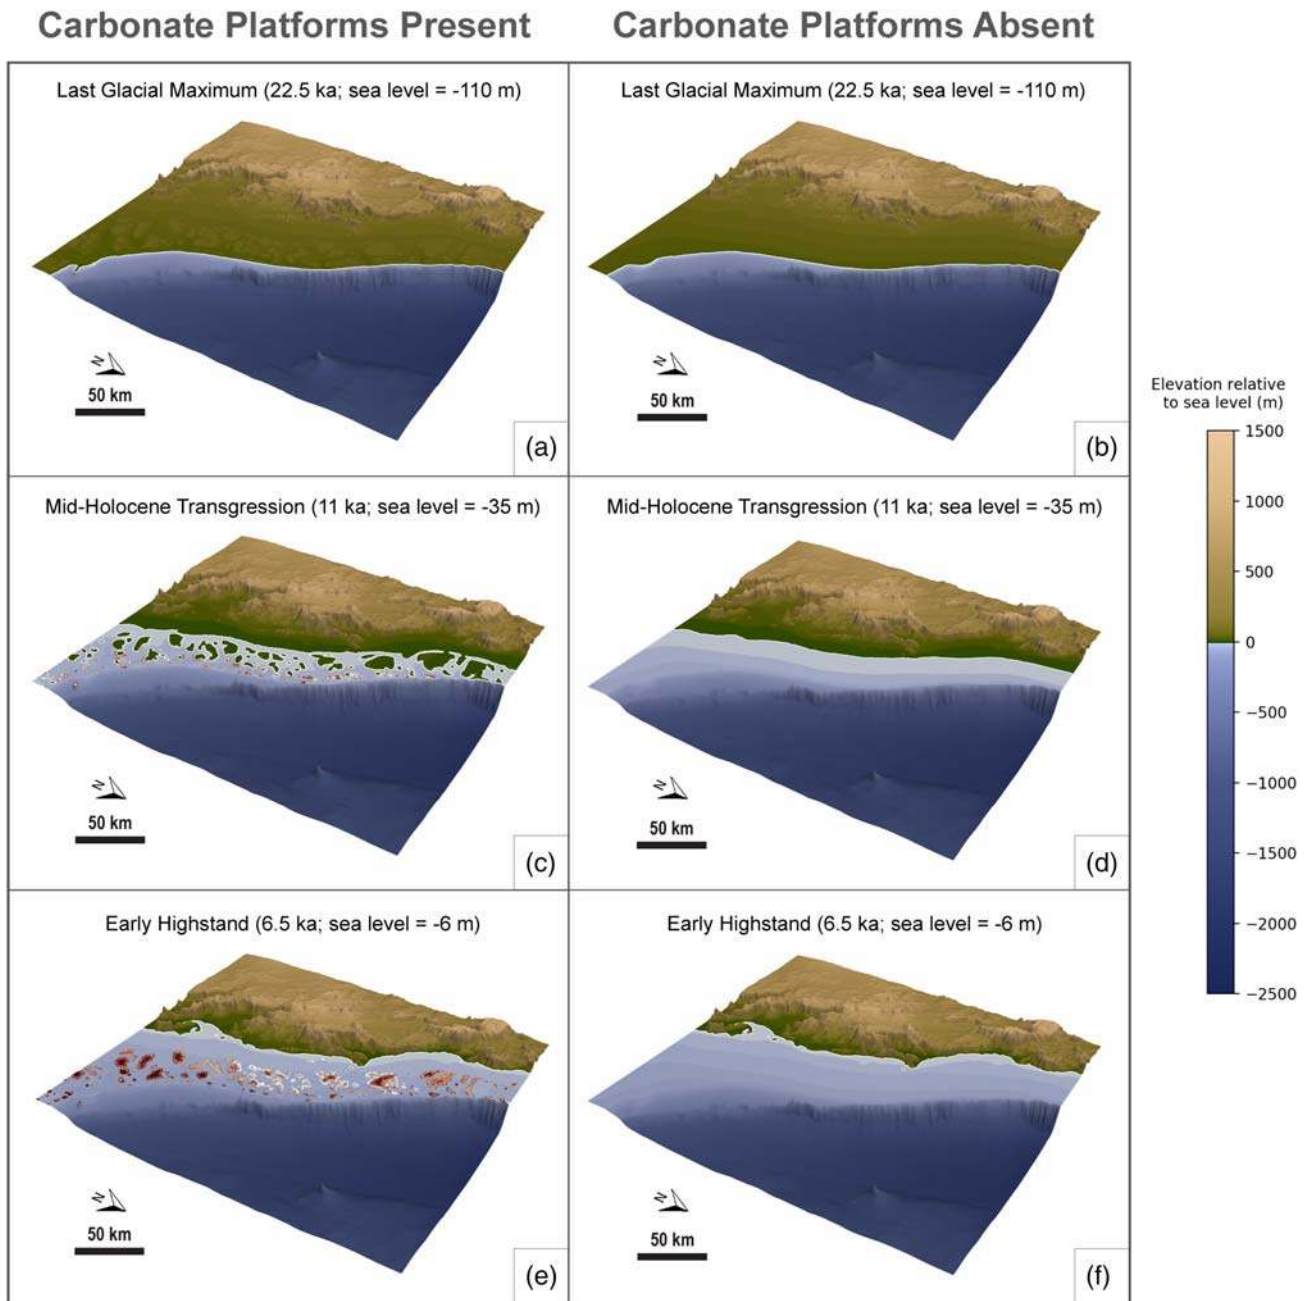 Carbonate Platforms Present
Carbonate Platforms Absent
Last Glacial Maximum (22.5 ka; sea level = -110 m)
N
50 km
(a)
Last Glacial Maximum (22.5 ka; sea level = -110 m)
N
50 km
(b)
Mid-Holocene Transgression (11 ka; sea level = -35 m)
N
50 km
(c)
Mid-Holocene Transgression (11 ka; sea level = -35 m)
N
50 km
(d)
Early Highstand (6.5 ka; sea level = -6 m)
N
50 km
(e)
Early Highstand (6.5 ka; sea level = -6 m)
N
50 km
(f)
Elevation relative
to sea level (m)
1500
1000
500
0
−500
−1000
−1500
−2000
−2500